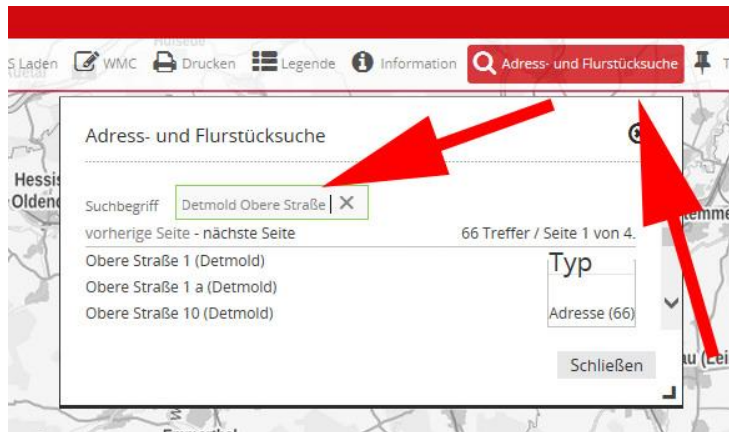 S Laden WMC Drucken Legende Information Adress- und Flurstücksuche
Adress- und Flurstücksuche
Hessis
Oldend
Suchbegriff Detmold Obere Straße
vorherige Seite - nächste Seite 66 Treffer / Seite 1 von 4.
Obere Straße 1 (Detmold) Typ
Obere Straße 1 a (Detmold)
Obere Straße 10 (Detmold) Adresse (66)
Schließen